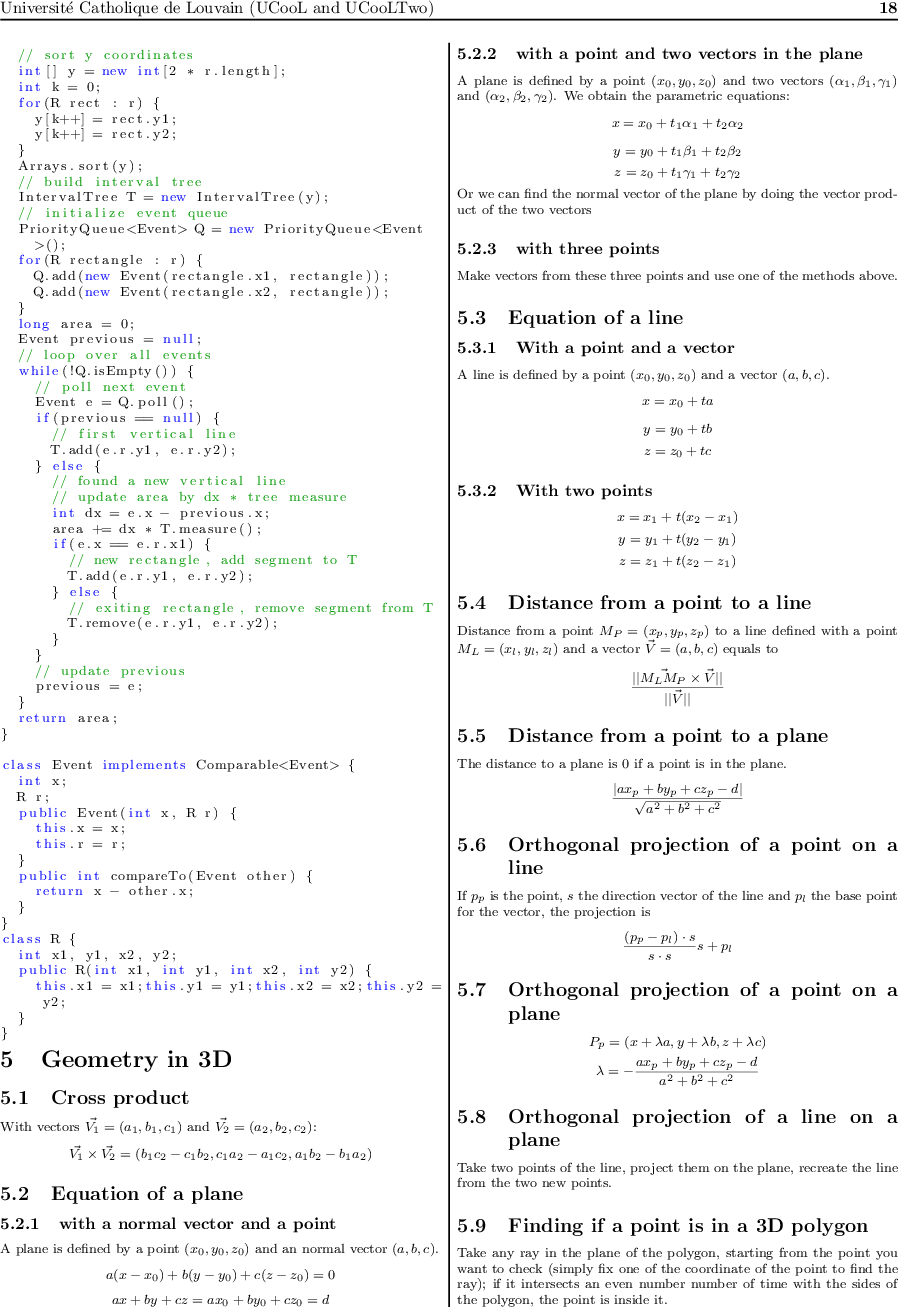 Université Catholique de Louvain (UCooL and UCooLTwo) 18
// sort y coordinates
int[] y = new int[2 * r.length];
int k = 0;
for(R rect : r) {
y[k++] = rect.y1;
y[k++] = rect.y2;
}
Arrays.sort(y);
// build interval tree
IntervalTree T = new IntervalTree(y);
// initialize event queue
PriorityQueue<Event> Q = new PriorityQueue<Event
>();
for(R rectangle : r) {
Q.add(new Event(rectangle.x1, rectangle));
Q.add(new Event(rectangle.x2, rectangle));
}
long area = 0;
Event previous = null;
// loop over all events
while(!Q.isEmpty()) {
// poll next event
Event e = Q.poll();
if(previous == null) {
// first vertical line
T.add(e.r.y1, e.r.y2);
} else {
// found a new vertical line
// update area by dx * tree measure
int dx = e.x − previous.x;
area += dx * T.measure();
if(e.x == e.r.x1) {
// new rectangle, add segment to T
T.add(e.r.y1, e.r.y2);
} else {
// exiting rectangle, remove segment from T
T.remove(e.r.y1, e.r.y2);
}
}
// update previous
previous = e;
}
return area;
}
class Event implements Comparable<Event> {
int x;
R r;
public Event(int x, R r) {
this.x = x;
this.r = r;
}
public int compareTo(Event other) {
return x − other.x;
}
}
class R {
int x1, y1, x2, y2;
public R(int x1, int y1, int x2, int y2) {
this.x1 = x1;this.y1 = y1;this.x2 = x2;this.y2 =
y2;
}
}
5 Geometry in 3D
5.1 Cross product
With vectors $\vec{V_1} = (a_1, b_1, c_1)$ and $\vec{V_2} = (a_2, b_2, c_2)$:
$\vec{V_1} \times \vec{V_2} = (b_1c_2 - c_1b_2, c_1a_2 - a_1c_2, a_1b_2 - b_1a_2)$
5.2 Equation of a plane
5.2.1 with a normal vector and a point
A plane is defined by a point $(x_0, y_0, z_0)$ and an normal vector $(a, b, c)$.
$a(x - x_0) + b(y - y_0) + c(z - z_0) = 0$
$ax + by + cz = ax_0 + by_0 + cz_0 = d$
5.2.2 with a point and two vectors in the plane
A plane is defined by a point $(x_0, y_0, z_0)$ and two vectors $(\alpha_1, \beta_1, \gamma_1)$
and $(\alpha_2, \beta_2, \gamma_2)$. We obtain the parametric equations:
$x = x_0 + t_1\alpha_1 + t_2\alpha_2$
$y = y_0 + t_1\beta_1 + t_2\beta_2$
$z = z_0 + t_1\gamma_1 + t_2\gamma_2$
Or we can find the normal vector of the plane by doing the vector prod-
uct of the two vectors
5.2.3 with three points
Make vectors from these three points and use one of the methods above.
5.3 Equation of a line
5.3.1 With a point and a vector
A line is defined by a point $(x_0, y_0, z_0)$ and a vector $(a, b, c)$.
$x = x_0 + ta$
$y = y_0 + tb$
$z = z_0 + tc$
5.3.2 With two points
$x = x_1 + t(x_2 - x_1)$
$y = y_1 + t(y_2 - y_1)$
$z = z_1 + t(z_2 - z_1)$
5.4 Distance from a point to a line
Distance from a point $M_P = (x_p, y_p, z_p)$ to a line defined with a point
$M_L = (x_l, y_l, z_l)$ and a vector $\vec{V} = (a, b, c)$ equals to
$\frac{||\vec{M_LM_P} \times \vec{V}||}{||\vec{V}||}$
5.5 Distance from a point to a plane
The distance to a plane is 0 if a point is in the plane.
$\frac{|ax_p + by_p + cz_p - d|}{\sqrt{a^2 + b^2 + c^2}}$
5.6 Orthogonal projection of a point on a
line
If $p_p$ is the point, $s$ the direction vector of the line and $p_l$ the base point
for the vector, the projection is
$\frac{(p_p - p_l) \cdot s}{s \cdot s}s + p_l$
5.7 Orthogonal projection of a point on a
plane
$P_p = (x + \lambda a, y + \lambda b, z + \lambda c)$
$\lambda = -\frac{ax_p + by_p + cz_p - d}{a^2 + b^2 + c^2}$
5.8 Orthogonal projection of a line on a
plane
Take two points of the line, project them on the plane, recreate the line
from the two new points.
5.9 Finding if a point is in a 3D polygon
Take any ray in the plane of the polygon, starting from the point you
want to check (simply fix one of the coordinate of the point to find the
ray); if it intersects an even number number of time with the sides of
the polygon, the point is inside it.